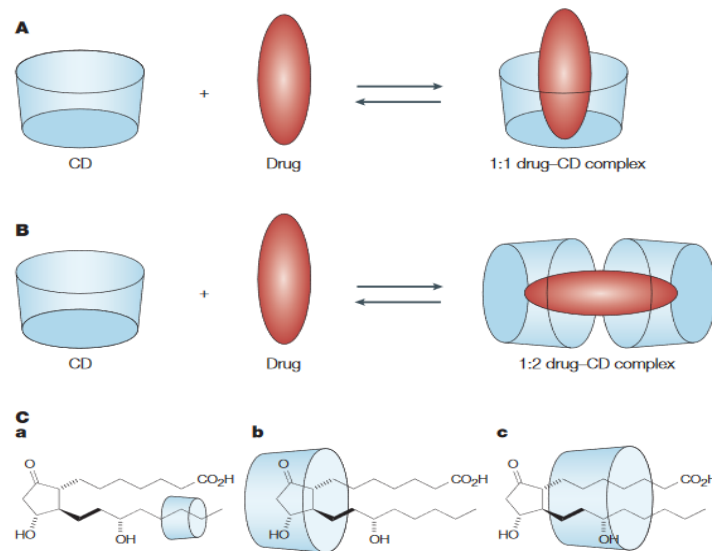 A
+
CD
Drug
1:1 drug–CD complex
B
+
CD
Drug
1:2 drug–CD complex
C
a
b
c
O
CO₂H
HO
OH
O
CO₂H
HO
OH
O
CO₂H
HO
OH